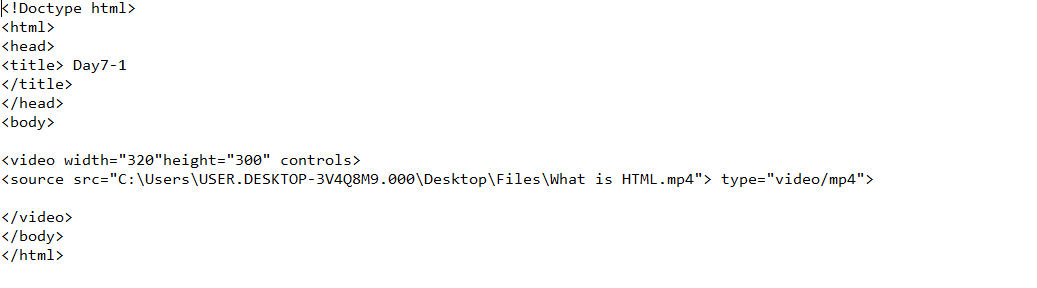 <!Doctype html>
<html>
<head>
<title> Day7-1
</title>
</head>
<body>
<video width="320"height="300" controls>
<source src="C:\Users\USER.DESKTOP-3V4Q8M9.000\Desktop\Files\What is HTML.mp4"> type="video/mp4">
</video>
</body>
</html>